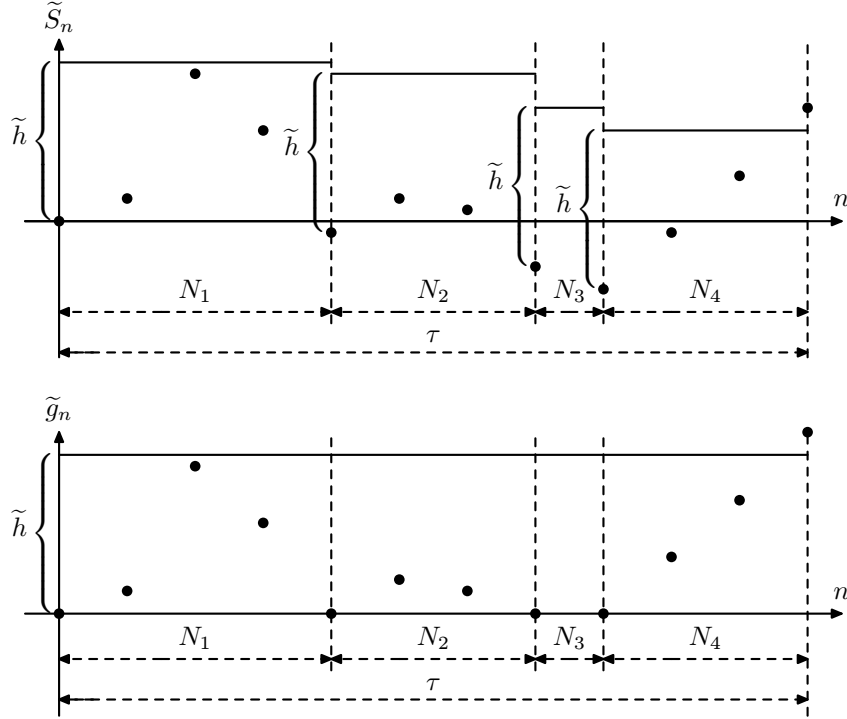 S̃ₙ
h̃ h̃ h̃ h̃ n
N₁ N₂ N₃ N₄
τ
g̃ₙ
h̃ n
N₁ N₂ N₃ N₄
τ